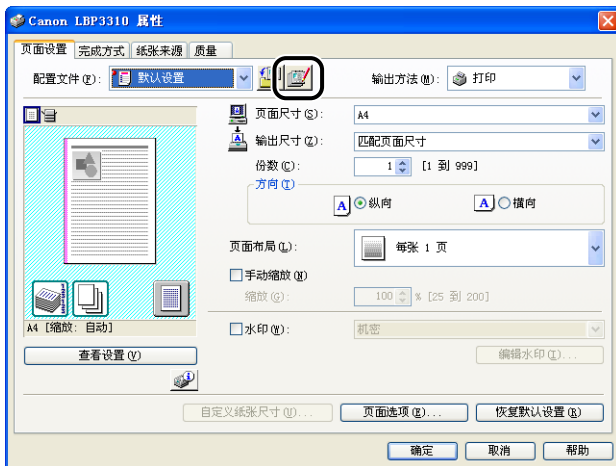 Canon LBP3310 属性
页面设置 完成方式 纸张来源 质量
配置文件(F): 默认设置 输出方法(M): 打印
页面尺寸(S): A4
输出尺寸(Z): 匹配页面尺寸
份数(C): 1 [1 到 999]
方向(T)
A 纵向 A 横向
页面布局(L): 每张 1 页
手动缩放(N)
缩放(G): 100 % [25 到 200]
A4 [缩放: 自动]
水印(W): 机密
查看设置(V) 编辑水印(I)...
自定义纸张尺寸(U)... 页面选项(E)... 恢复默认设置(R)
确定 取消 帮助